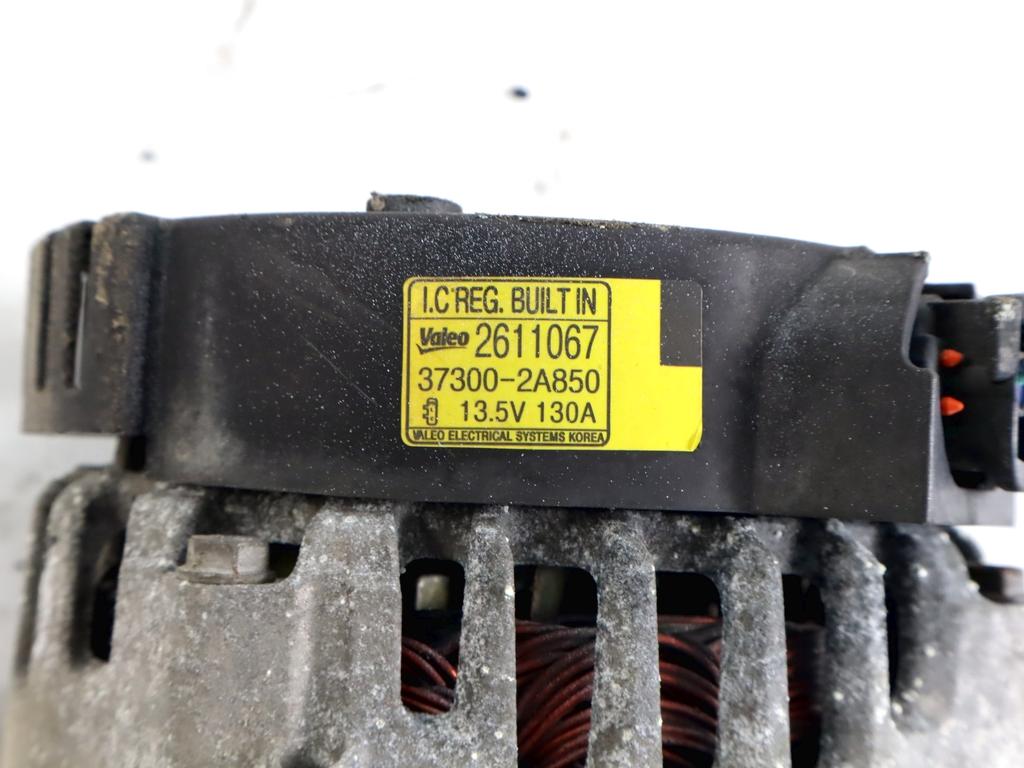 I.C REG. BUILT IN
Valeo 2611067
37300-2A850
13.5V 130A
VALEO ELECTRICAL SYSTEMS KOREA